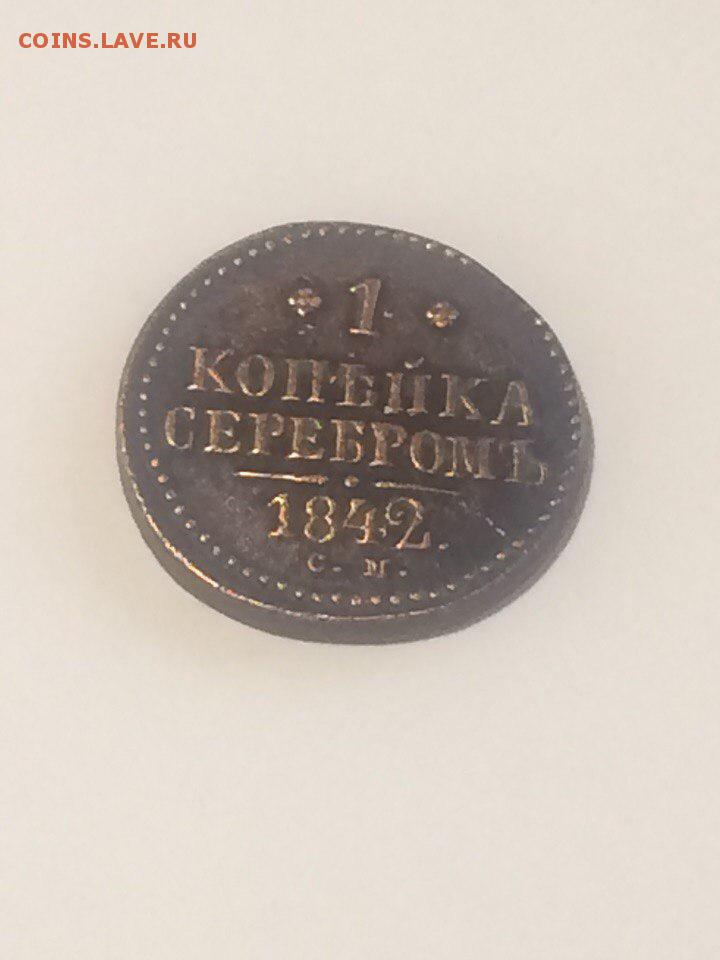 COINS.LAVE.RU
1
КОПѢЙКА
СЕРЕБРОМЪ
1842.
С. М.